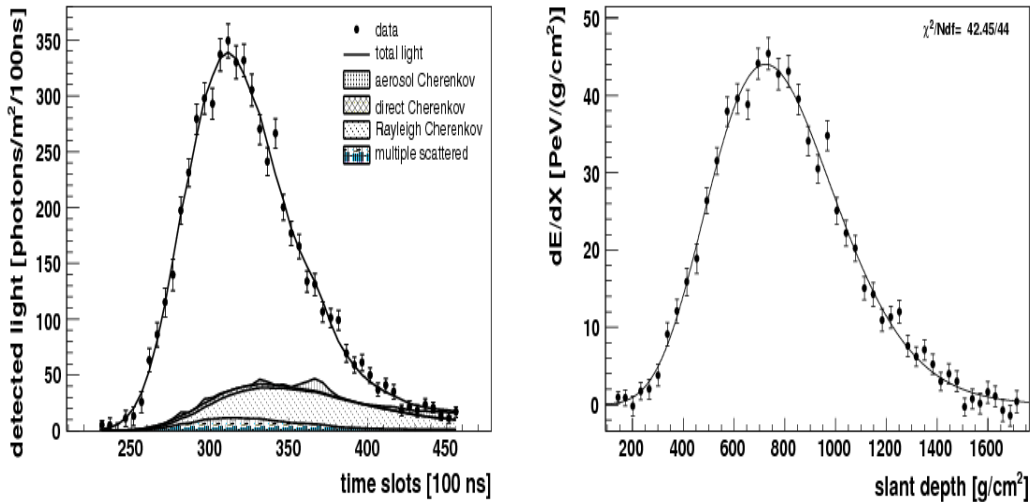 detected light [photons/m²/100ns]
350
300
250
200
150
100
50
0
data
total light
aerosol Cherenkov
direct Cherenkov
Rayleigh Cherenkov
multiple scattered
250 300 350 400 450
time slots [100 ns]
dE/dX [PeV/(g/cm²)]
50
40
30
20
10
0
χ²/Ndf= 42.45/44
200 400 600 800 1000 1200 1400 1600
slant depth [g/cm²]